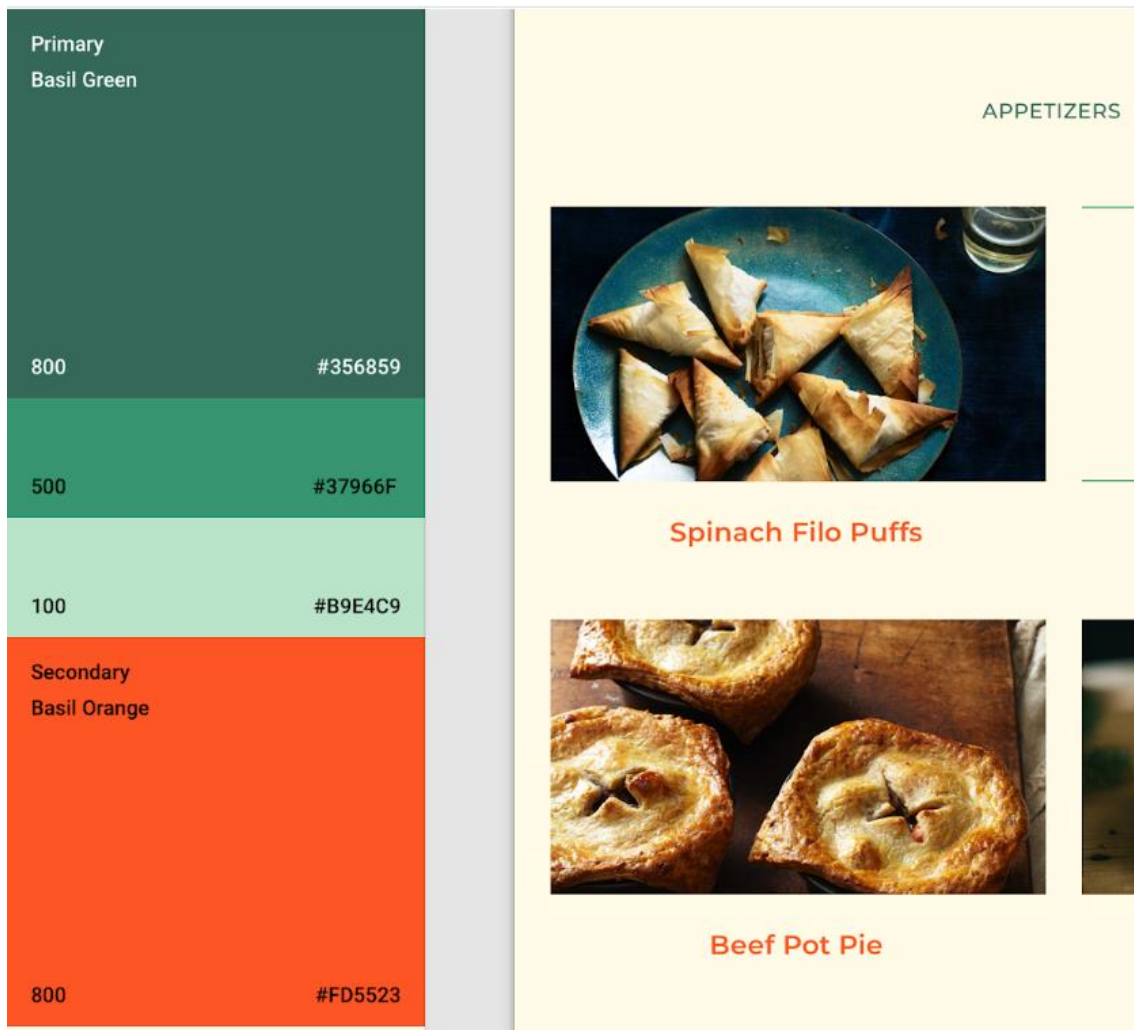 Primary
Basil Green
800 #356859
500 #37966F
100 #B9E4C9
Secondary
Basil Orange
800 #FD5523
APPETIZERS
Spinach Filo Puffs
Beef Pot Pie